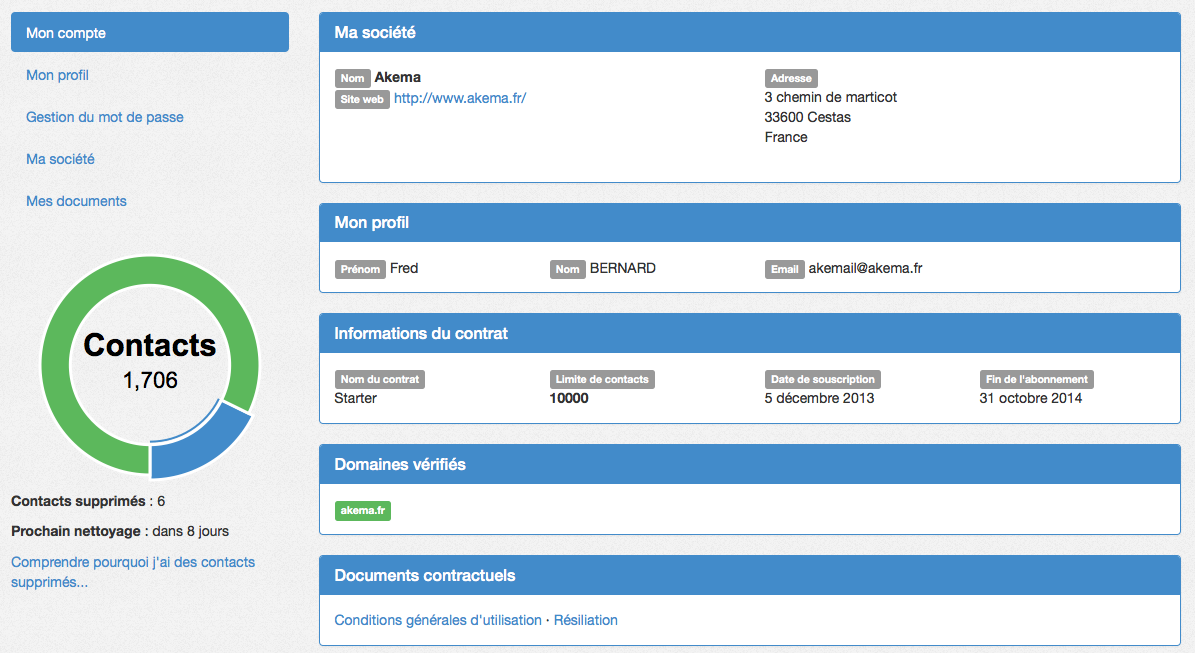 Mon compte
Mon profil
Gestion du mot de passe
Ma société
Mes documents
Contacts
1,706
Contacts supprimés : 6
Prochain nettoyage : dans 8 jours
Comprendre pourquoi j'ai des contacts
supprimés...
Ma société
Nom Akema
Site web http://www.akema.fr/
Adresse
3 chemin de marticot
33600 Cestas
France
Mon profil
Prénom Fred
Nom BERNARD
Email akemail@akema.fr
Informations du contrat
Nom du contrat
Starter
Limite de contacts
10000
Date de souscription
5 décembre 2013
Fin de l'abonnement
31 octobre 2014
Domaines vérifiés
akema.fr
Documents contractuels
Conditions générales d'utilisation · Résiliation